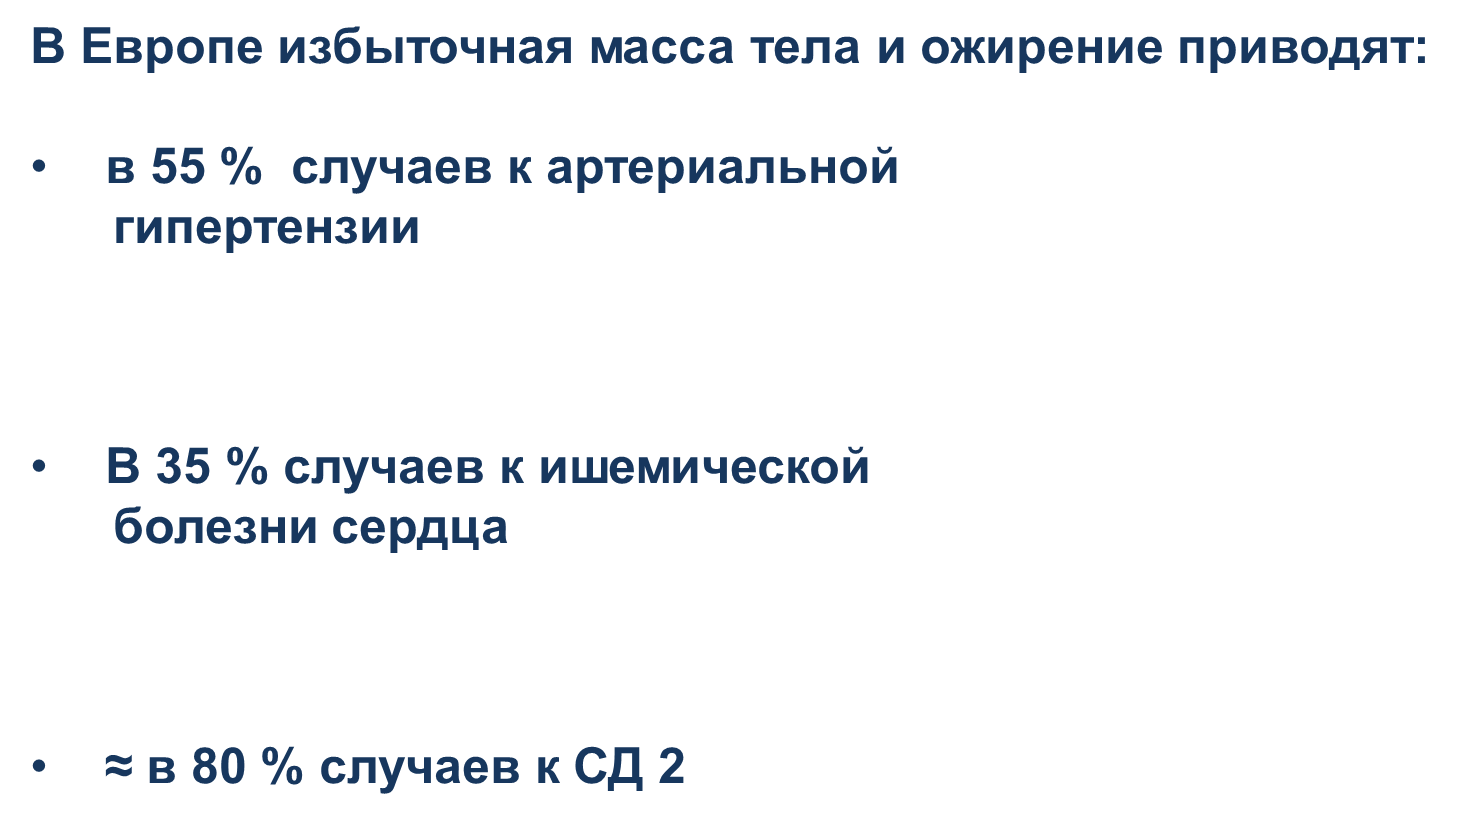 В Европе избыточная масса тела и ожирение приводят:
• в 55 % случаев к артериальной
гипертензии
• В 35 % случаев к ишемической
болезни сердца
• ≈ в 80 % случаев к СД 2